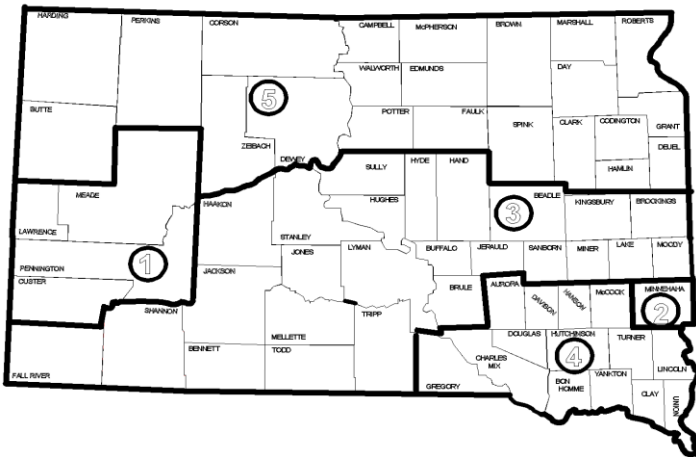 HARDING
PERKINS
CORSON
CAMPBELL
McPHERSON
BROWN
MARSHALL
ROBERTS
WALWORTH
EDMUNDS
DAY
BUTTE
5
POTTER
FAULK
SPINK
CLARK
CODINGTON
GRANT
DEUEL
ZEIBACH
DEWEY
SULLY
HYDE
HAND
HAMLIN
MEADE
HAAKON
HUGHES
BEADLE
3
KINGSBURY
BROOKINGS
LAWRENCE
STANLEY
JONES
LYMAN
BUFFALO
JERAULD
SANBORN
MINER
LAKE
MOODY
1
PENNINGTON
CUSTER
JACKSON
BRULE
AURORA
DAVISON
HANSON
McCOOK
MINNEHAHA
2
SHANNON
TRIPP
MELLETTE
DOUGLAS
HUTCHINSON
TURNER
BENNETT
TODD
CHARLES
MIX
4
LINCOLN
FALL RIVER
GREGORY
BON
HOMME
YANKTON
CLAY
UNION